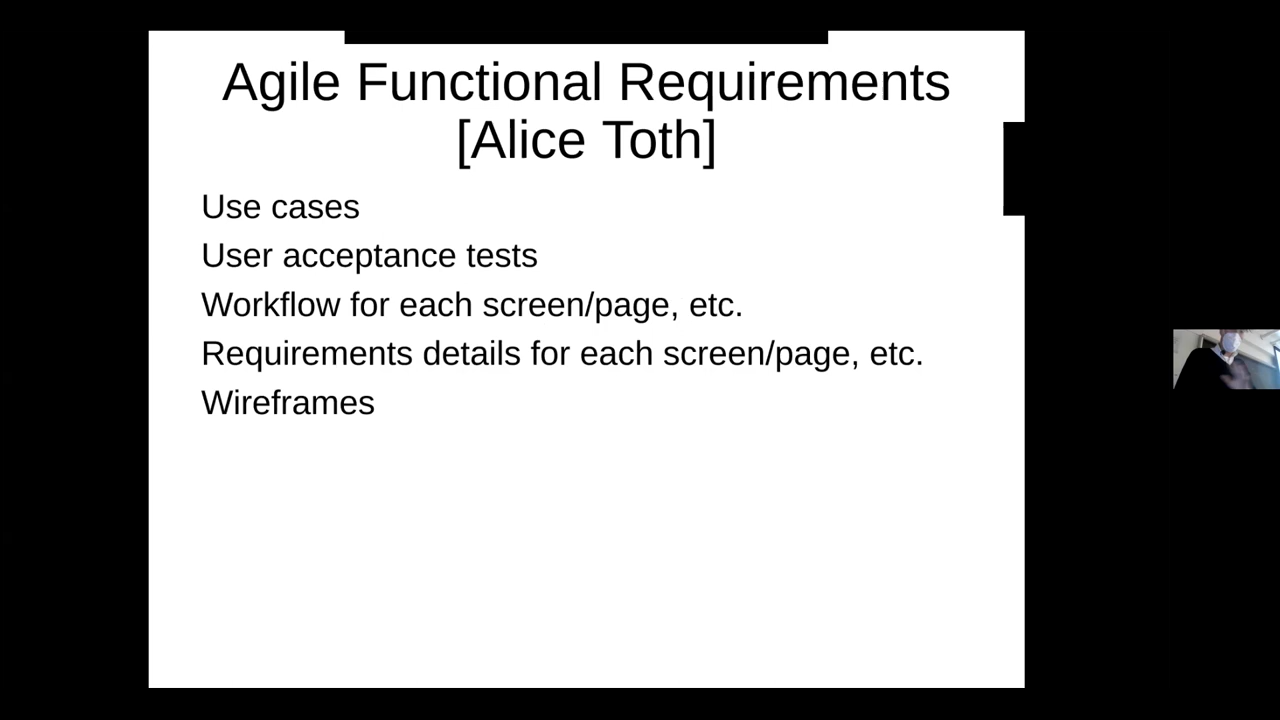 Agile Functional Requirements
[Alice Toth]
Use cases
User acceptance tests
Workflow for each screen/page, etc.
Requirements details for each screen/page, etc.
Wireframes